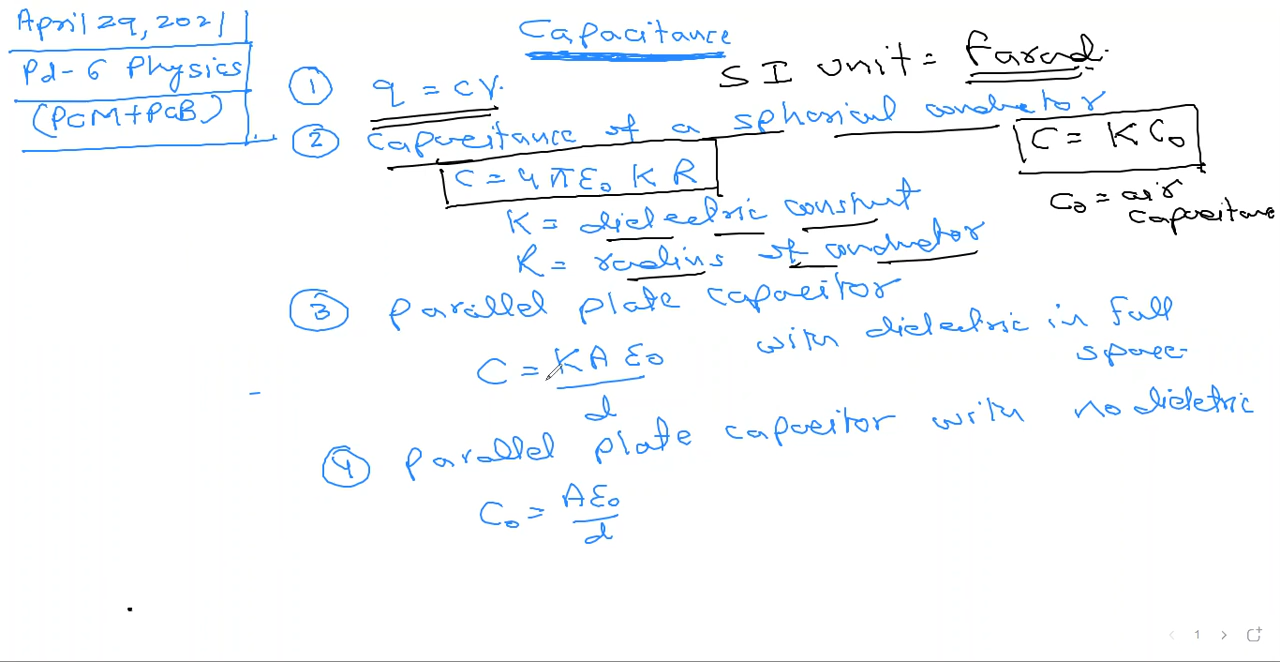 April 29, 2021
Pd-6 Physics
(PCM+PCB)
Capacitance
SI unit = Farad.
① q = CV.
② Capacitance of a spherical conductor
C = 4πε₀ K R
C = K C₀
C₀ = air
capacitance
K = dielectric constant
R = radius of conductor
③ parallel plate capacitor
with dielectric in full
space
C = KAε₀/d
④ parallel plate capacitor with no dieletric
C₀ = Aε₀/d
1